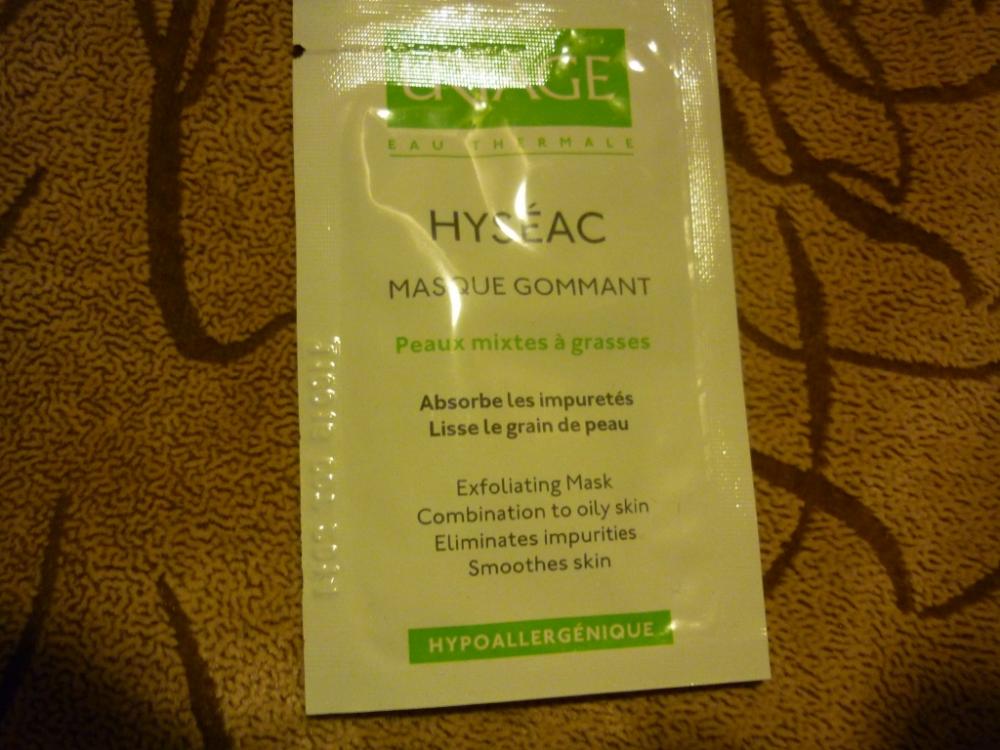 URIAGE
EAU THERMALE
HYSÉAC
MASQUE GOMMANT
Peaux mixtes à grasses
Absorbe les impuretés
Lisse le grain de peau
Exfoliating Mask
Combination to oily skin
Eliminates impurities
Smoothes skin
HYPOALLERGÉNIQUE